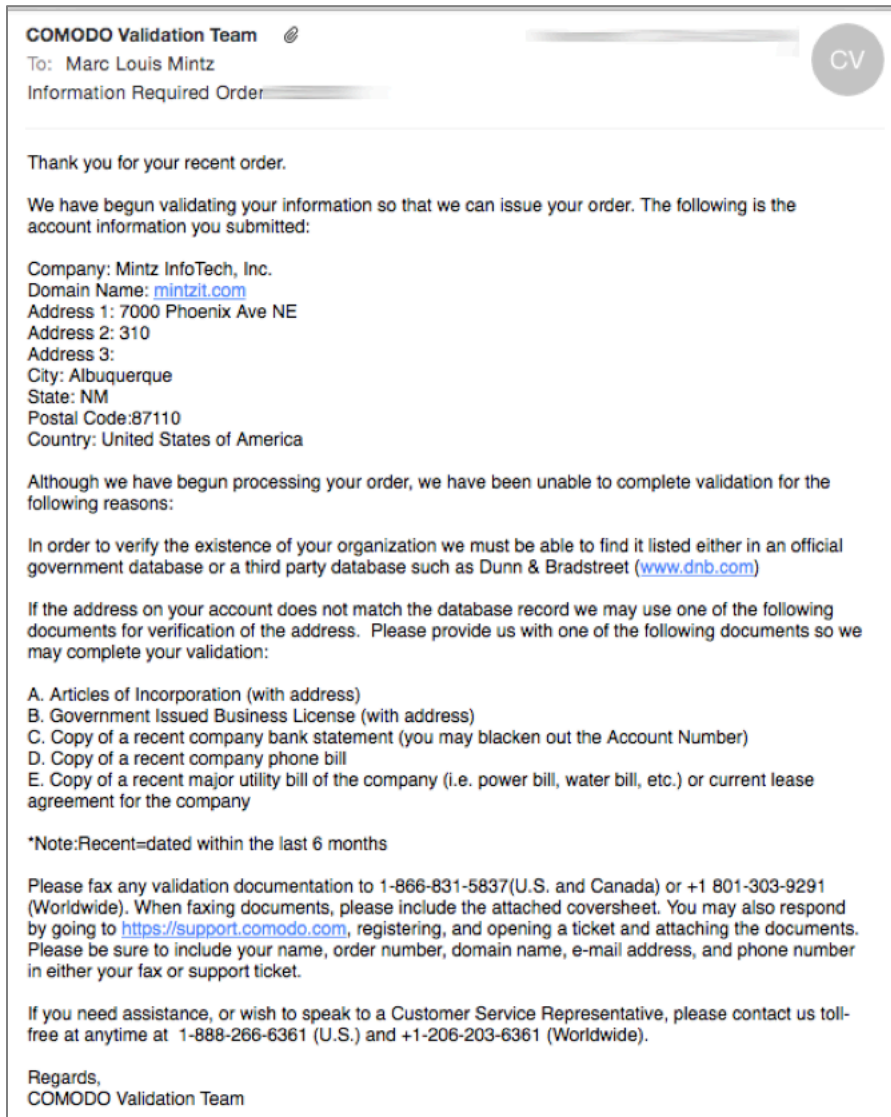 COMODO Validation Team
To: Marc Louis Mintz
Information Required Order
CV
Thank you for your recent order.
We have begun validating your information so that we can issue your order. The following is the
account information you submitted:
Company: Mintz InfoTech, Inc.
Domain Name: mintzit.com
Address 1: 7000 Phoenix Ave NE
Address 2: 310
Address 3:
City: Albuquerque
State: NM
Postal Code:87110
Country: United States of America
Although we have begun processing your order, we have been unable to complete validation for the
following reasons:
In order to verify the existence of your organization we must be able to find it listed either in an official
government database or a third party database such as Dunn & Bradstreet (www.dnb.com)
If the address on your account does not match the database record we may use one of the following
documents for verification of the address.  Please provide us with one of the following documents so we
may complete your validation:
A. Articles of Incorporation (with address)
B. Government Issued Business License (with address)
C. Copy of a recent company bank statement (you may blacken out the Account Number)
D. Copy of a recent company phone bill
E. Copy of a recent major utility bill of the company (i.e. power bill, water bill, etc.) or current lease
agreement for the company
*Note:Recent=dated within the last 6 months
Please fax any validation documentation to 1-866-831-5837(U.S. and Canada) or +1 801-303-9291
(Worldwide). When faxing documents, please include the attached coversheet. You may also respond
by going to https://support.comodo.com, registering, and opening a ticket and attaching the documents.
Please be sure to include your name, order number, domain name, e-mail address, and phone number
in either your fax or support ticket.
If you need assistance, or wish to speak to a Customer Service Representative, please contact us toll-
free at anytime at  1-888-266-6361 (U.S.) and +1-206-203-6361 (Worldwide).
Regards,
COMODO Validation Team